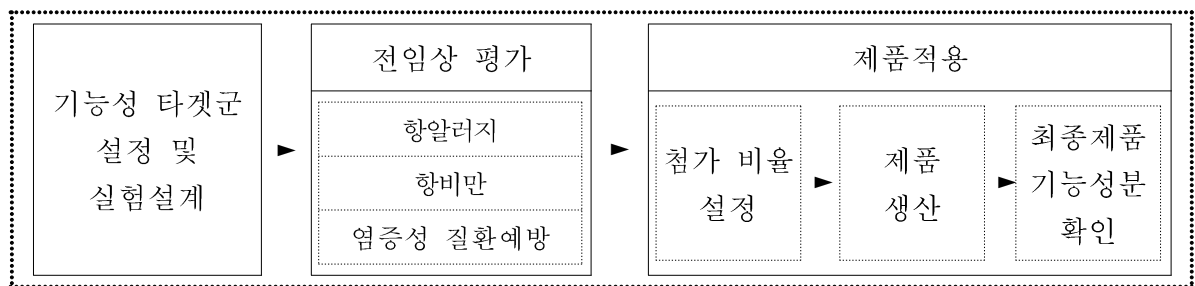 기능성 타겟군
설정 및
실험설계
전임상 평가
항알러지
항비만
염증성 질환예방
제품적용
첨가 비율
설정
제품
생산
최종제품
기능성분
확인